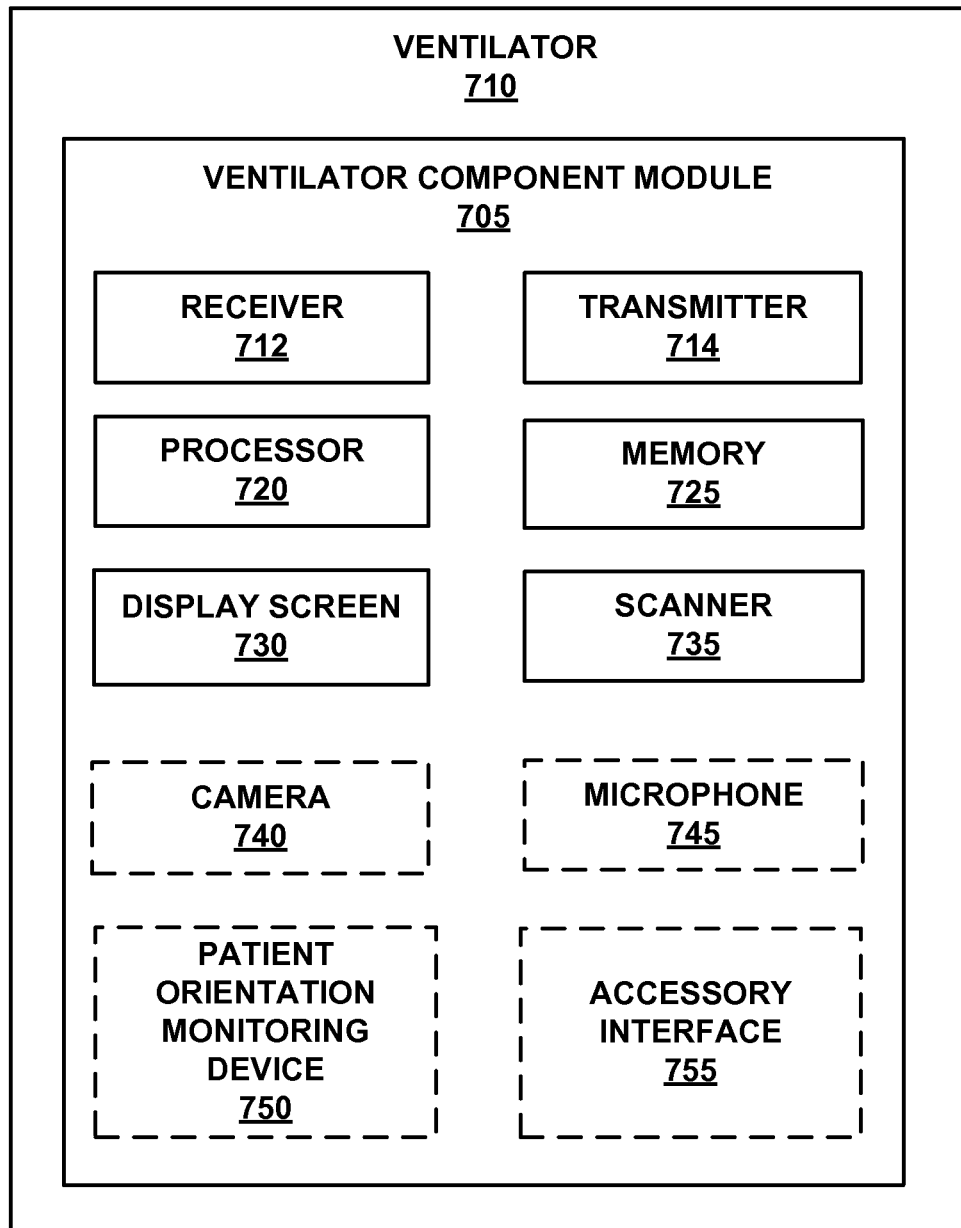 VENTILATOR
710
VENTILATOR COMPONENT MODULE
705
RECEIVER
712
TRANSMITTER
714
PROCESSOR
720
MEMORY
725
DISPLAY SCREEN
730
SCANNER
735
CAMERA
740
MICROPHONE
745
PATIENT
ORIENTATION
MONITORING
DEVICE
750
ACCESSORY
INTERFACE
755